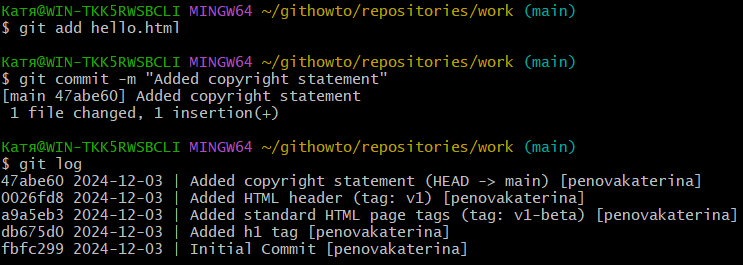 Катя@WIN-TKK5RWSBCLI MINGW64 ~/githowto/repositories/work (main)
$ git add hello.html
Катя@WIN-TKK5RWSBCLI MINGW64 ~/githowto/repositories/work (main)
$ git commit -m "Added copyright statement"
[main 47abe60] Added copyright statement
 1 file changed, 1 insertion(+)
Катя@WIN-TKK5RWSBCLI MINGW64 ~/githowto/repositories/work (main)
$ git log
47abe60 2024-12-03 | Added copyright statement (HEAD -> main) [penovakaterina]
0026fd8 2024-12-03 | Added HTML header (tag: v1) [penovakaterina]
a9a5eb3 2024-12-03 | Added standard HTML page tags (tag: v1-beta) [penovakaterina]
db675d0 2024-12-03 | Added h1 tag [penovakaterina]
fbfc299 2024-12-03 | Initial Commit [penovakaterina]